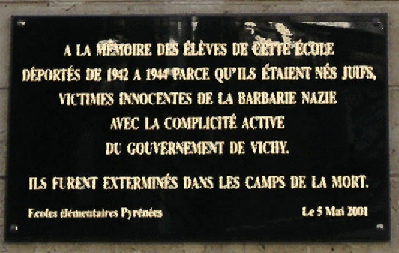 A LA MÉMOIRE DES ÉLÈVES DE CETTE ÉCOLE
DÉPORTÉS DE 1942 A 1944 PARCE QU'ILS ÉTAIENT NÉS JUIFS,
VICTIMES INNOCENTES DE LA BARBARIE NAZIE
AVEC LA COMPLICITÉ ACTIVE
DU GOUVERNEMENT DE VICHY.
ILS FURENT EXTERMINÉS DANS LES CAMPS DE LA MORT.
Ecoles élémentaires Pyrénées Le 5 Mai 2001